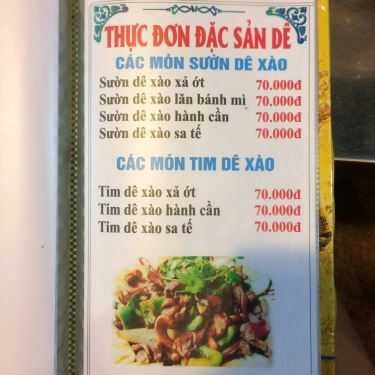 THỰC ĐƠN ĐẶC SẢN DÊ
CÁC MÓN SƯỜN DÊ XÀO
Sườn dê xào xả ớt 70.000đ
Sườn dê xào lăn bánh mì 70.000đ
Sườn dê xào hành cần 70.000đ
Sườn dê xào sa tế 70.000đ
CÁC MÓN TIM DÊ XÀO
Tim dê xào xả ớt 70.000đ
Tim dê xào hành cần 70.000đ
Tim dê xào sa tế 70.000đ